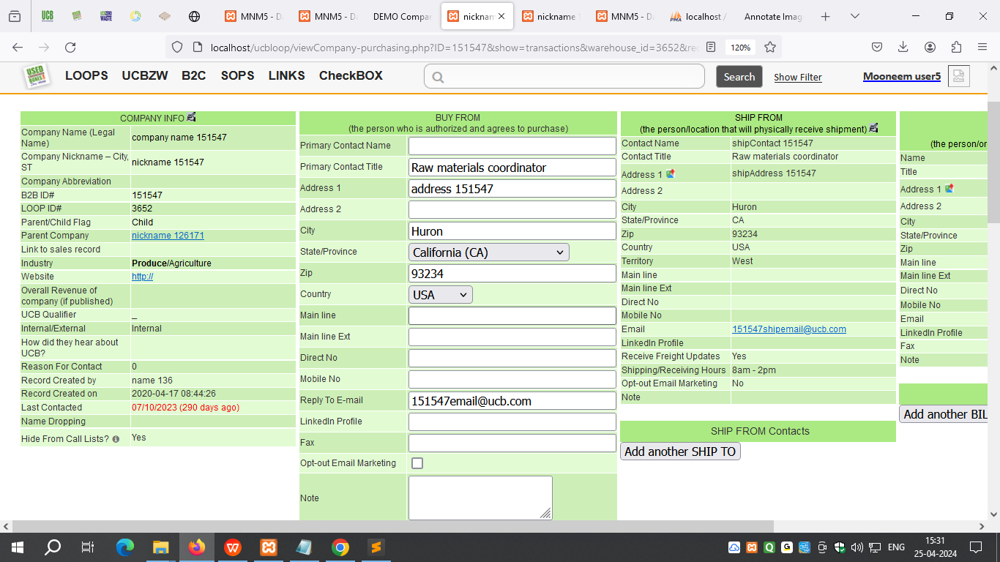 UCB
UCBZERO WASTE
MNM5 - D
MNM5 - D
DEMO Compan
nicknam
nickname
MNM5 - D
localhost /
Annotate Imag
localhost/ucbloop/viewCompany-purchasing.php?ID=151547&show=transactions&warehouse_id=3652&re
120%
LOOPS UCBZW B2C SOPS LINKS CheckBOX
Search
Show Filter
Mooneem user5
COMPANY INFO
Company Name (Legal Name) company name 151547
Company Nickname – City, ST nickname 151547
Company Abbreviation
B2B ID# 151547
LOOP ID# 3652
Parent/Child Flag Child
Parent Company nickname 126171
Link to sales record
Industry Produce/Agriculture
Website http://
Overall Revenue of company (if published)
UCB Qualifier _
Internal/External Internal
How did they hear about UCB?
Reason For Contact 0
Record Created by name 136
Record Created on 2020-04-17 08:44:26
Last Contacted 07/10/2023 (290 days ago)
Name Dropping
Hide From Call Lists? Yes
BUY FROM
(the person who is authorized and agrees to purchase)
Primary Contact Name
Primary Contact Title Raw materials coordinator
Address 1 address 151547
Address 2
City Huron
State/Province California (CA)
Zip 93234
Country USA
Main line
Main line Ext
Direct No
Mobile No
Reply To E-mail 151547email@ucb.com
LinkedIn Profile
Fax
Opt-out Email Marketing
Note
SHIP FROM
(the person/location that will physically receive shipment)
Contact Name shipContact 151547
Contact Title Raw materials coordinator
Address 1 shipAddress 151547
Address 2
City Huron
State/Province CA
Zip 93234
Country USA
Territory West
Main line
Main line Ext
Direct No
Mobile No
Email 151547shipemail@ucb.com
LinkedIn Profile
Receive Freight Updates Yes
Shipping/Receiving Hours 8am - 2pm
Opt-out Email Marketing No
Note
SHIP FROM Contacts
Add another SHIP TO
(the person/or
Name
Title
Address 1
Address 2
City
State/Province
Zip
Main line
Main line Ext
Direct No
Mobile No
Email
LinkedIn Profile
Fax
Note
Add another BIL
ENG
15:31
25-04-2024